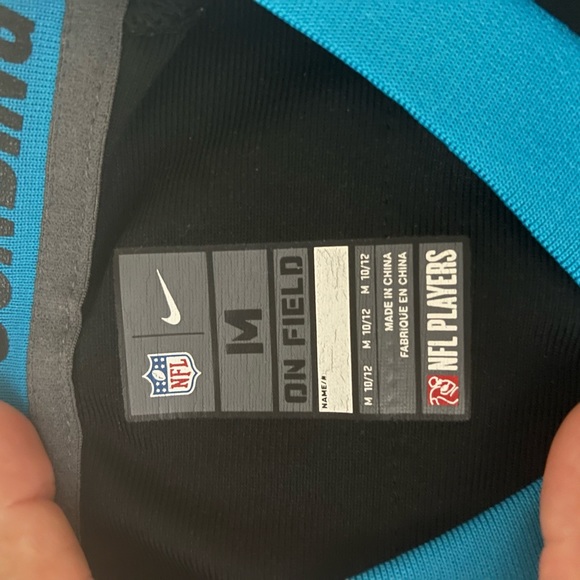 NFL
M
ON FIELD
NAME/#
M 10/12 M 10/12 M 10/12
MADE IN CHINA
FABRIQUE EN CHINA
NFL PLAYERS